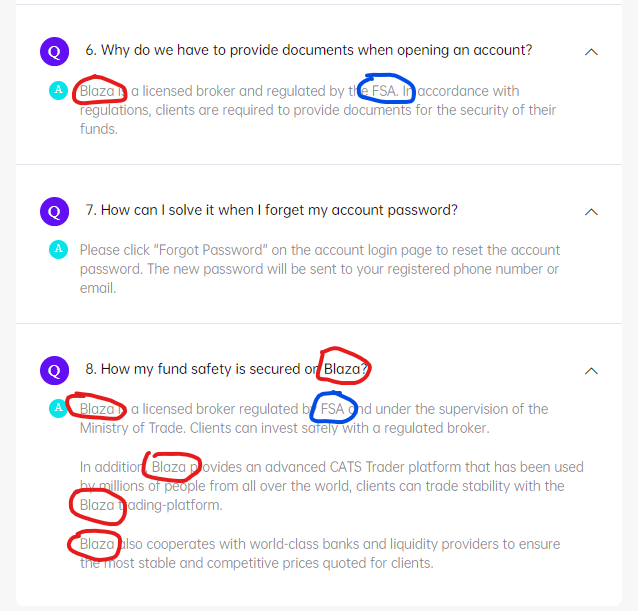 Q 6. Why do we have to provide documents when opening an account?
A Blaza is a licensed broker and regulated by the FSA. In accordance with
regulations, clients are required to provide documents for the security of their
funds.
Q 7. How can I solve it when I forget my account password?
A Please click "Forgot Password" on the account login page to reset the account
password. The new password will be sent to your registered phone number or
email.
Q 8. How my fund safety is secured on Blaza?
A Blaza is a licensed broker regulated by FSA and under the supervision of the
Ministry of Trade. Clients can invest safely with a regulated broker.
In addition, Blaza provides an advanced CATS Trader platform that has been used
by millions of people from all over the world, clients can trade stability with the
Blaza trading-platform.
Blaza also cooperates with world-class banks and liquidity providers to ensure
the most stable and competitive prices quoted for clients.